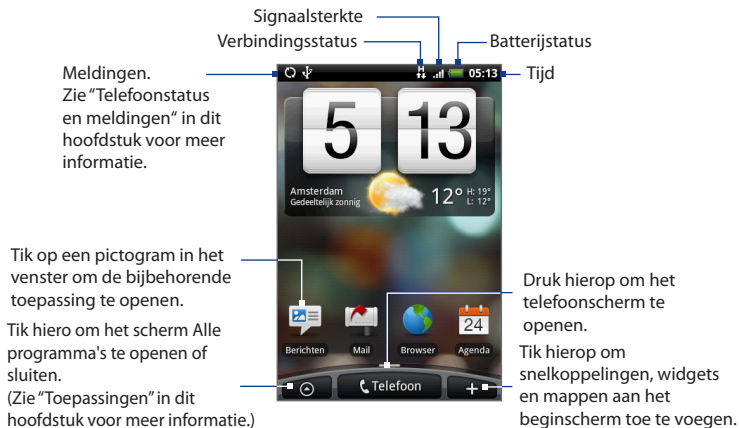 Signaalsterkte
Verbindingsstatus
Batterijstatus
Meldingen.
Zie “Telefoonstatus
en meldingen“ in dit
hoofdstuk voor meer
informatie.
H
05:13
Tijd
5 13
Amsterdam
Gedeeltelijk zonnig
12° H: 19°
L: 12°
Tik op een pictogram in het
venster om de bijbehorende
toepassing te openen.
Druk hierop om het
telefoonscherm te
openen.
24
Berichten Mail Browser Agenda
Tik hiero om het scherm Alle
programma's te openen of
sluiten.
(Zie “Toepassingen” in dit
hoofdstuk voor meer informatie.)
Telefoon
Tik hierop om
snelkoppelingen, widgets
en mappen aan het
beginscherm toe te voegen.